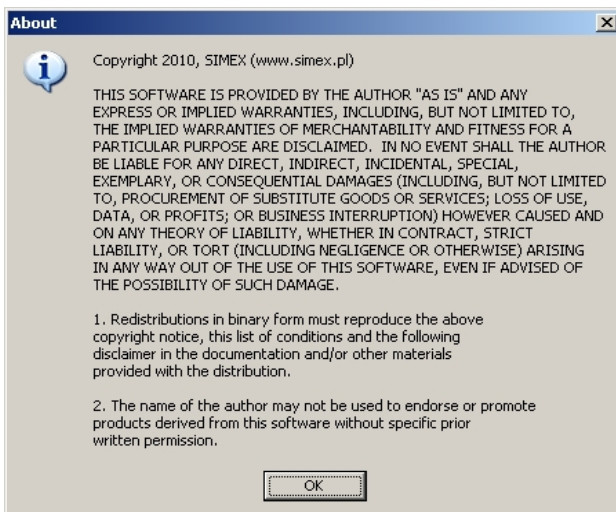 About
Copyright 2010, SIMEX (www.simex.pl)
THIS SOFTWARE IS PROVIDED BY THE AUTHOR "AS IS" AND ANY
EXPRESS OR IMPLIED WARRANTIES, INCLUDING, BUT NOT LIMITED TO,
THE IMPLIED WARRANTIES OF MERCHANTABILITY AND FITNESS FOR A
PARTICULAR PURPOSE ARE DISCLAIMED.  IN NO EVENT SHALL THE AUTHOR
BE LIABLE FOR ANY DIRECT, INDIRECT, INCIDENTAL, SPECIAL,
EXEMPLARY, OR CONSEQUENTIAL DAMAGES (INCLUDING, BUT NOT LIMITED
TO, PROCUREMENT OF SUBSTITUTE GOODS OR SERVICES; LOSS OF USE,
DATA, OR PROFITS; OR BUSINESS INTERRUPTION) HOWEVER CAUSED AND
ON ANY THEORY OF LIABILITY, WHETHER IN CONTRACT, STRICT
LIABILITY, OR TORT (INCLUDING NEGLIGENCE OR OTHERWISE) ARISING
IN ANY WAY OUT OF THE USE OF THIS SOFTWARE, EVEN IF ADVISED OF
THE POSSIBILITY OF SUCH DAMAGE.
1. Redistributions in binary form must reproduce the above
copyright notice, this list of conditions and the following
disclaimer in the documentation and/or other materials
provided with the distribution.
2. The name of the author may not be used to endorse or promote
products derived from this software without specific prior
written permission.
OK